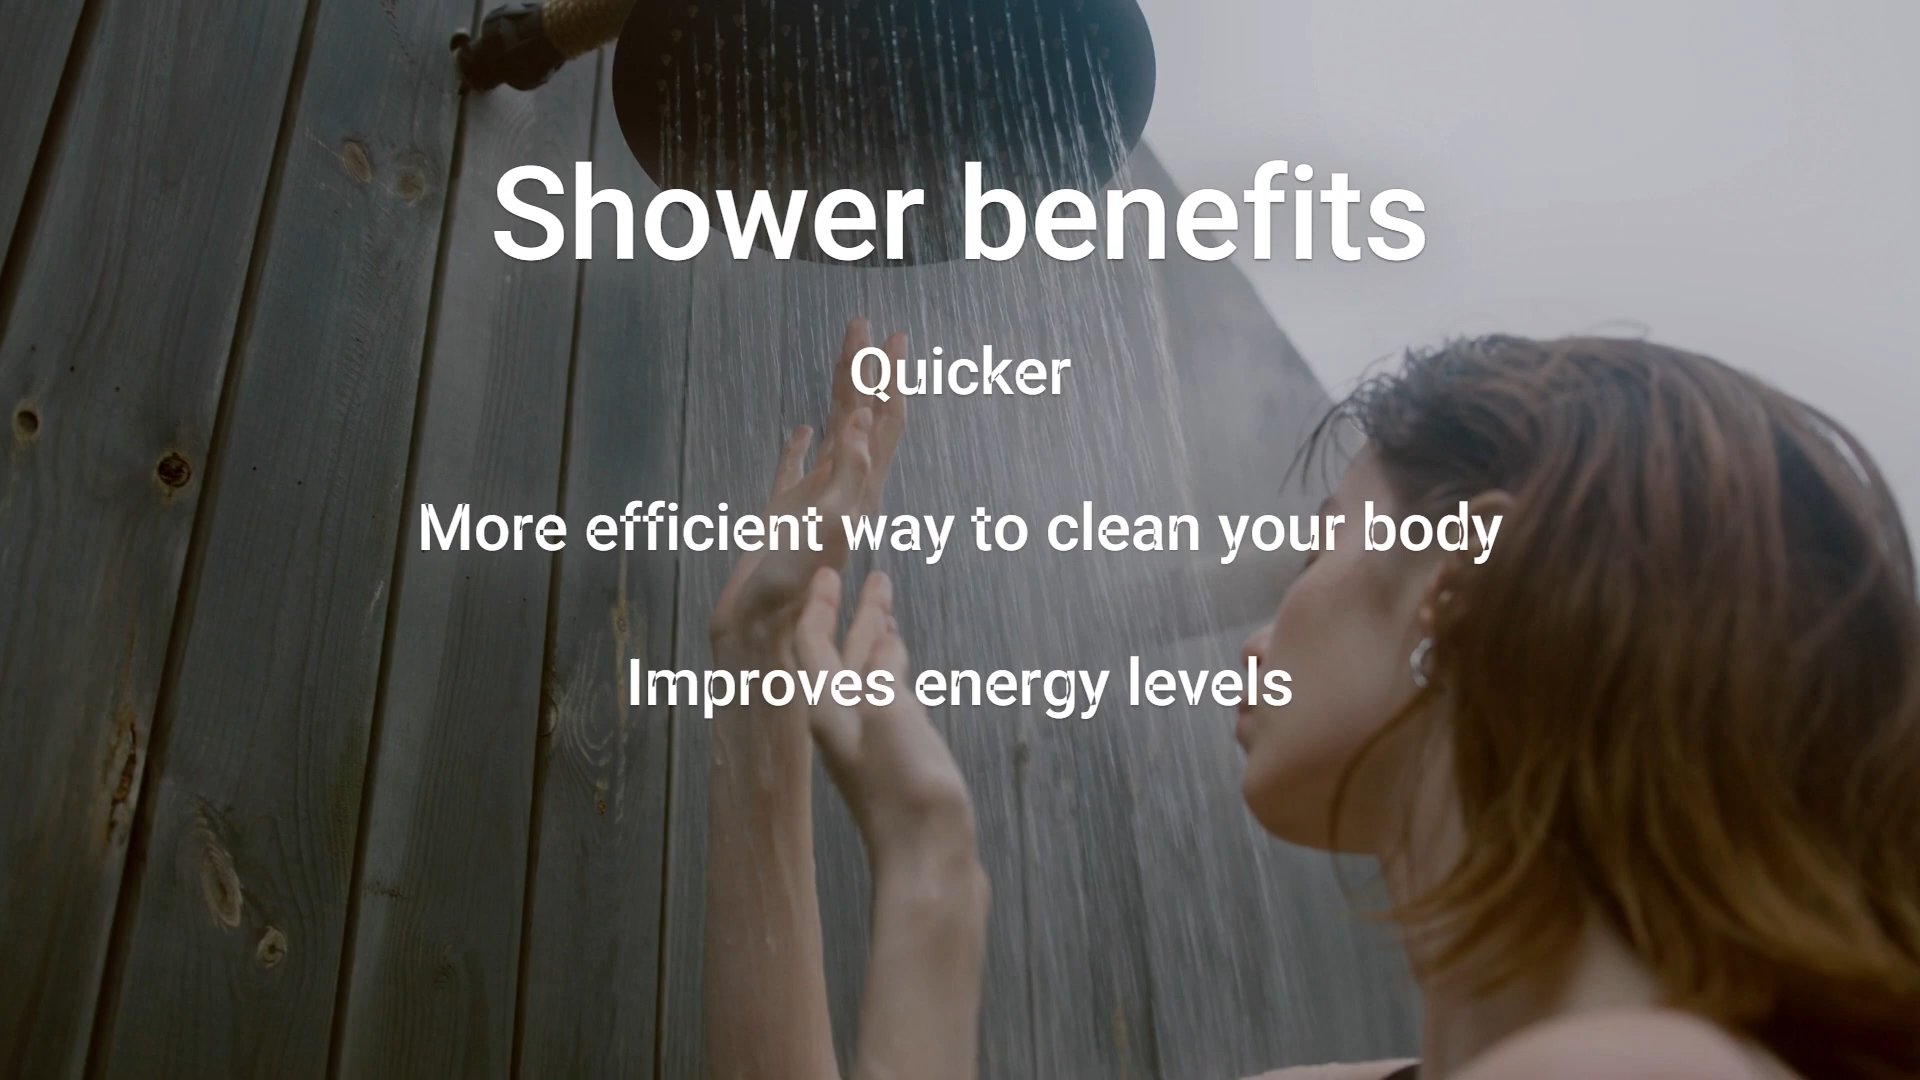 Shower benefits
Quicker
More efficient way to clean your body
Improves energy levels